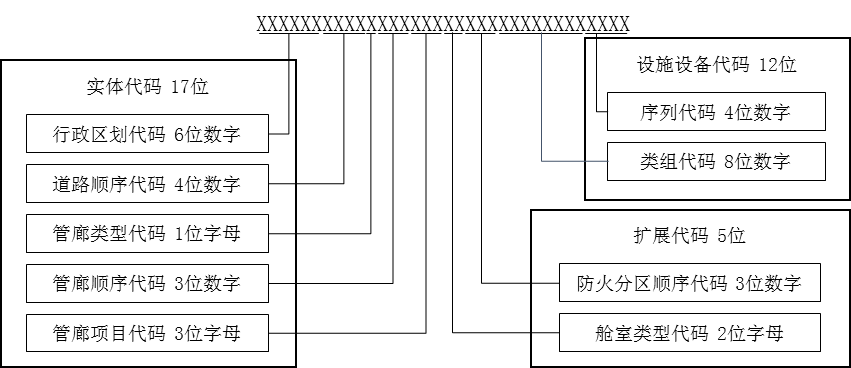 XXXXXXXXXXXXXXXXXXXXXXXXXXXXXXXXXX
实体代码 17位
行政区划代码 6位数字
道路顺序代码 4位数字
管廊类型代码 1位字母
管廊顺序代码 3位数字
管廊项目代码 3位字母
设施设备代码 12位
序列代码 4位数字
类组代码 8位数字
扩展代码 5位
防火分区顺序代码 3位数字
舱室类型代码 2位字母